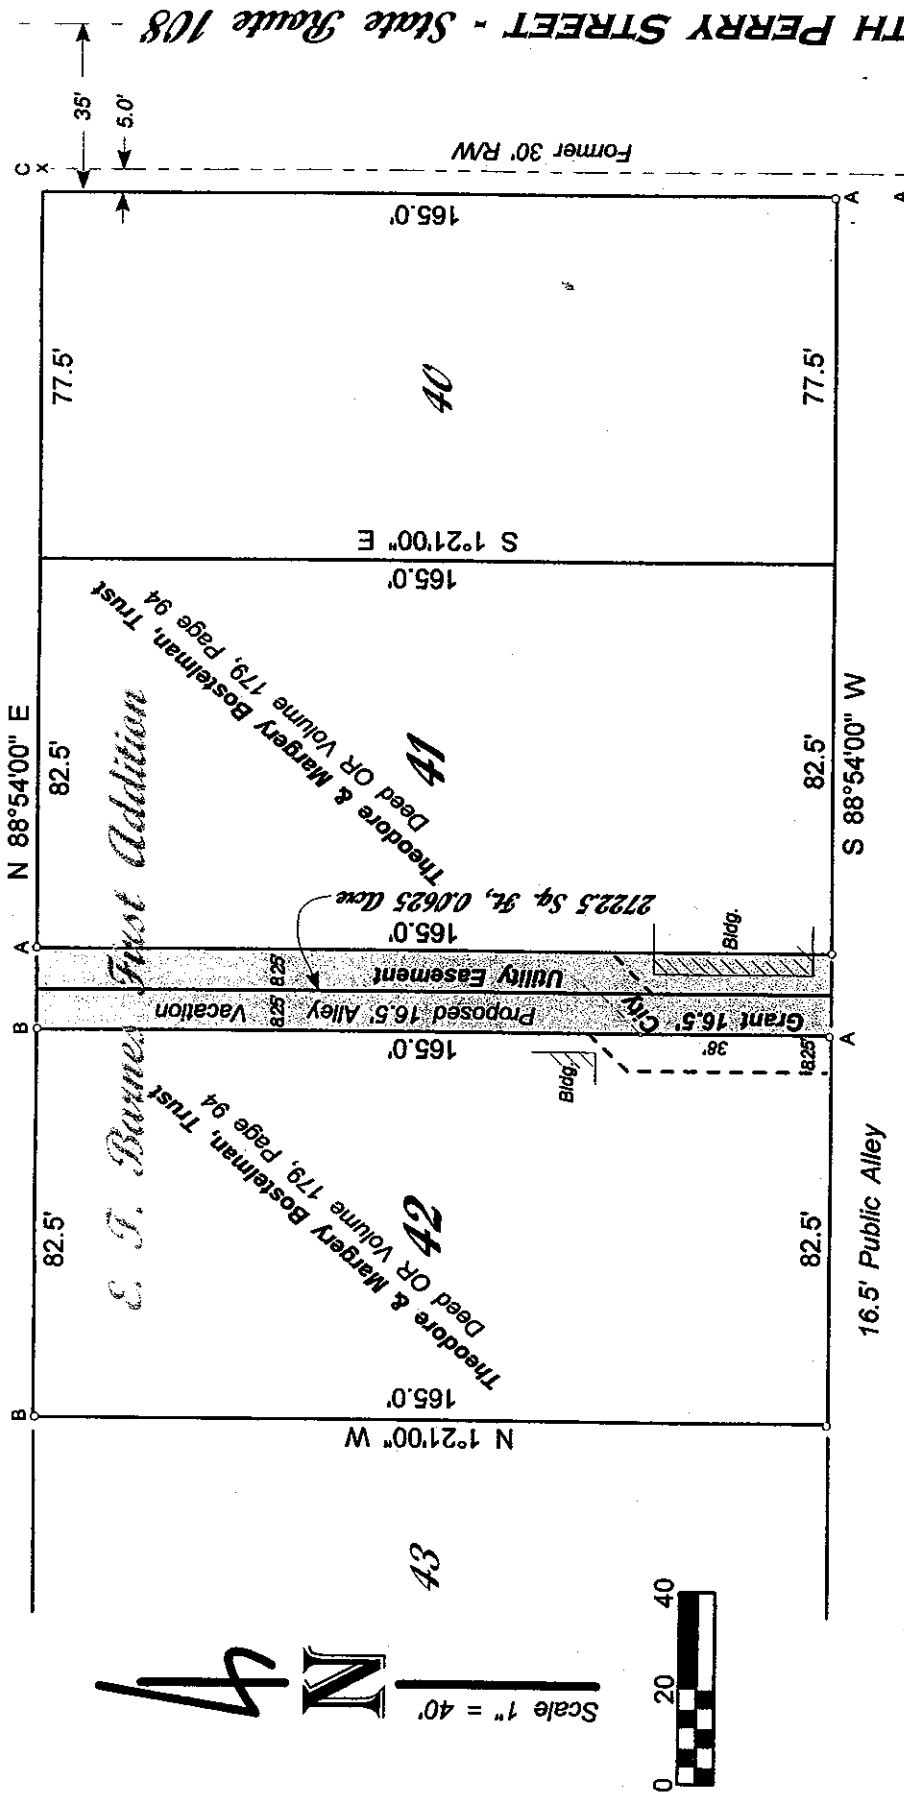 TH PERRY STREET - State Route 108 -
35'
5.0'
C
X
Former 30' R/W
A
A
165.0'
77.5'
77.5'
40
S 1°21'00" E
165.0'
N 88°54'00" E
82.5'
82.5'
S 88°54'00" W
E. T. Barnes First Addition
Theodore & Margery Bostelman, Trust
Deed OR Volume 179, Page 94
41
2722.5 Sq. Ft., 0.0625 Acre
165.0'
A
Bldg.
8.25'
Utility Easement
8.25'
Proposed 16.5' Alley
Vacation
City
Grant 16.5'
B
165.0'
38'
8.25'
A
Bldg.
Theodore & Margery Bostelman, Trust
Deed OR Volume 179, Page 94
42
82.5'
82.5'
16.5' Public Alley
165.0'
B
N 1°21'00" W
43
N
Scale 1" = 40'
0
20
40